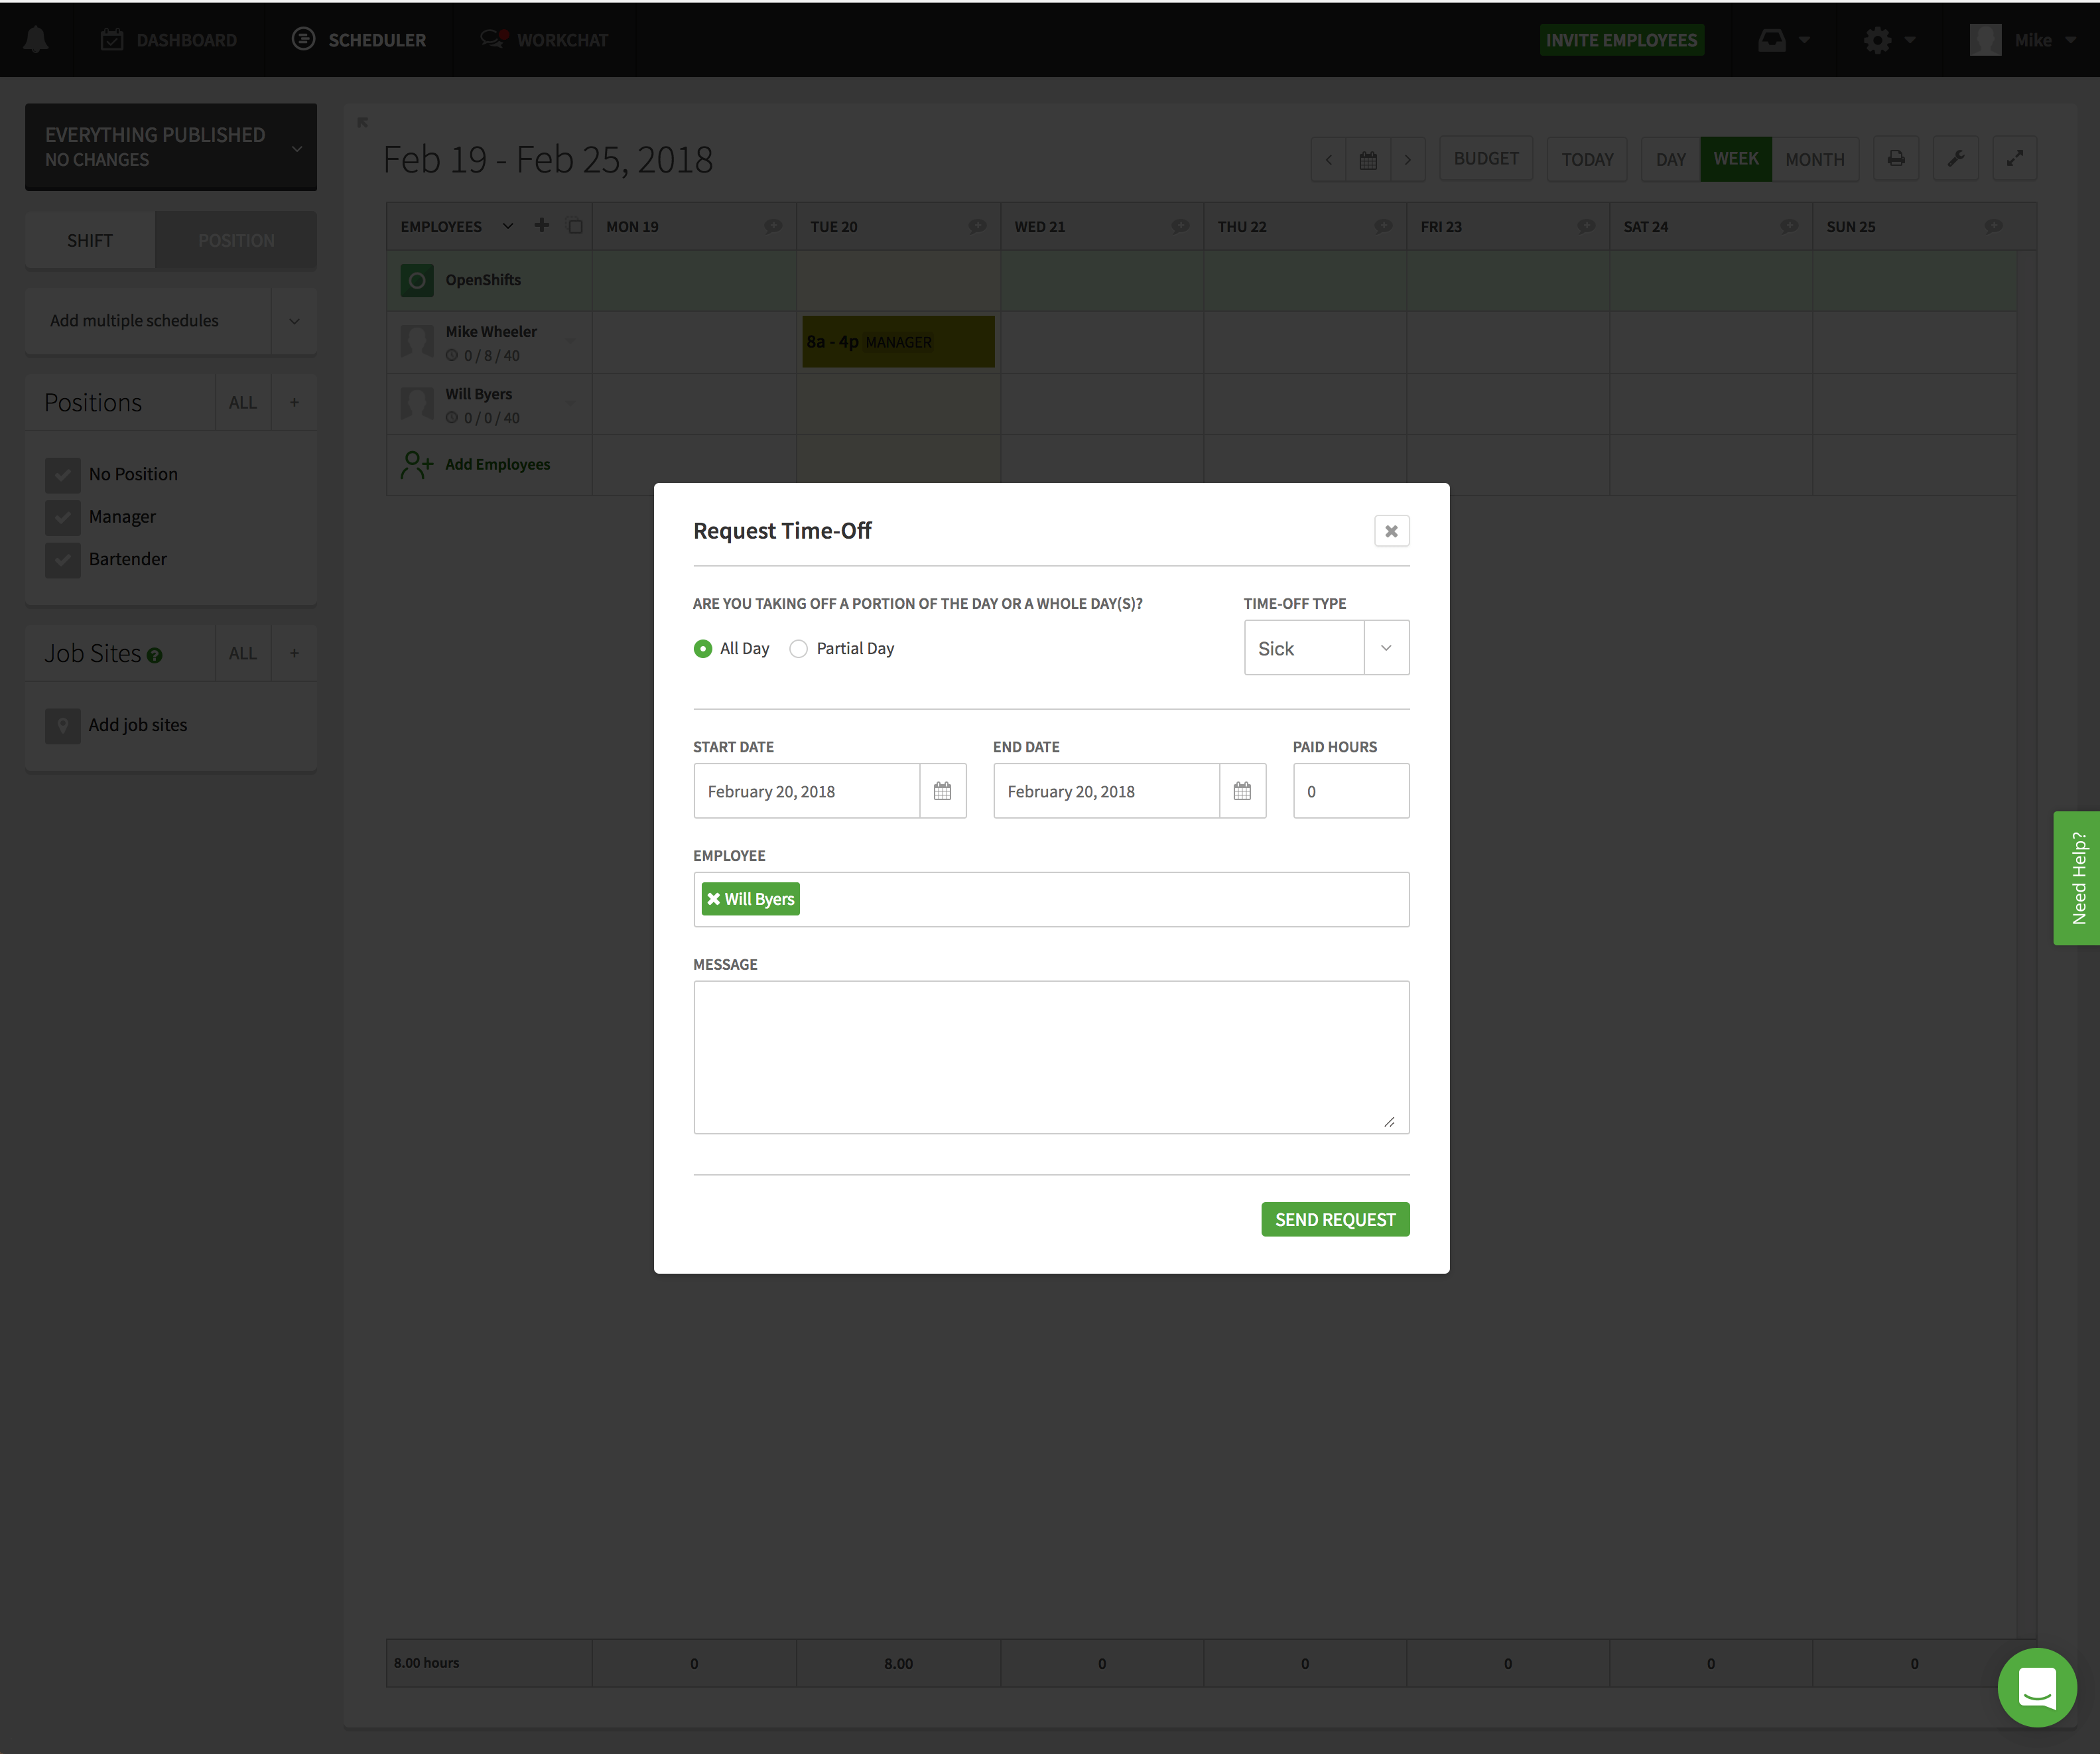 DASHBOARD
SCHEDULER
WORKCHAT
INVITE EMPLOYEES
Mike
EVERYTHING PUBLISHED
NO CHANGES
SHIFT
POSITION
Add multiple schedules
Positions
ALL
+
No Position
Manager
Bartender
Job Sites ?
ALL
+
Add job sites
Feb 19 - Feb 25, 2018
BUDGET
TODAY
DAY
WEEK
MONTH
EMPLOYEES
MON 19
TUE 20
WED 21
THU 22
FRI 23
SAT 24
SUN 25
OpenShifts
Mike Wheeler
0 / 8 / 40
8a - 4p MANAGER
Will Byers
0 / 0 / 40
Add Employees
Request Time-Off
ARE YOU TAKING OFF A PORTION OF THE DAY OR A WHOLE DAY(S)?
All Day
Partial Day
TIME-OFF TYPE
Sick
START DATE
February 20, 2018
END DATE
February 20, 2018
PAID HOURS
0
EMPLOYEE
Will Byers
MESSAGE
SEND REQUEST
Need Help?
8.00 hours
0
8.00
0
0
0
0
0